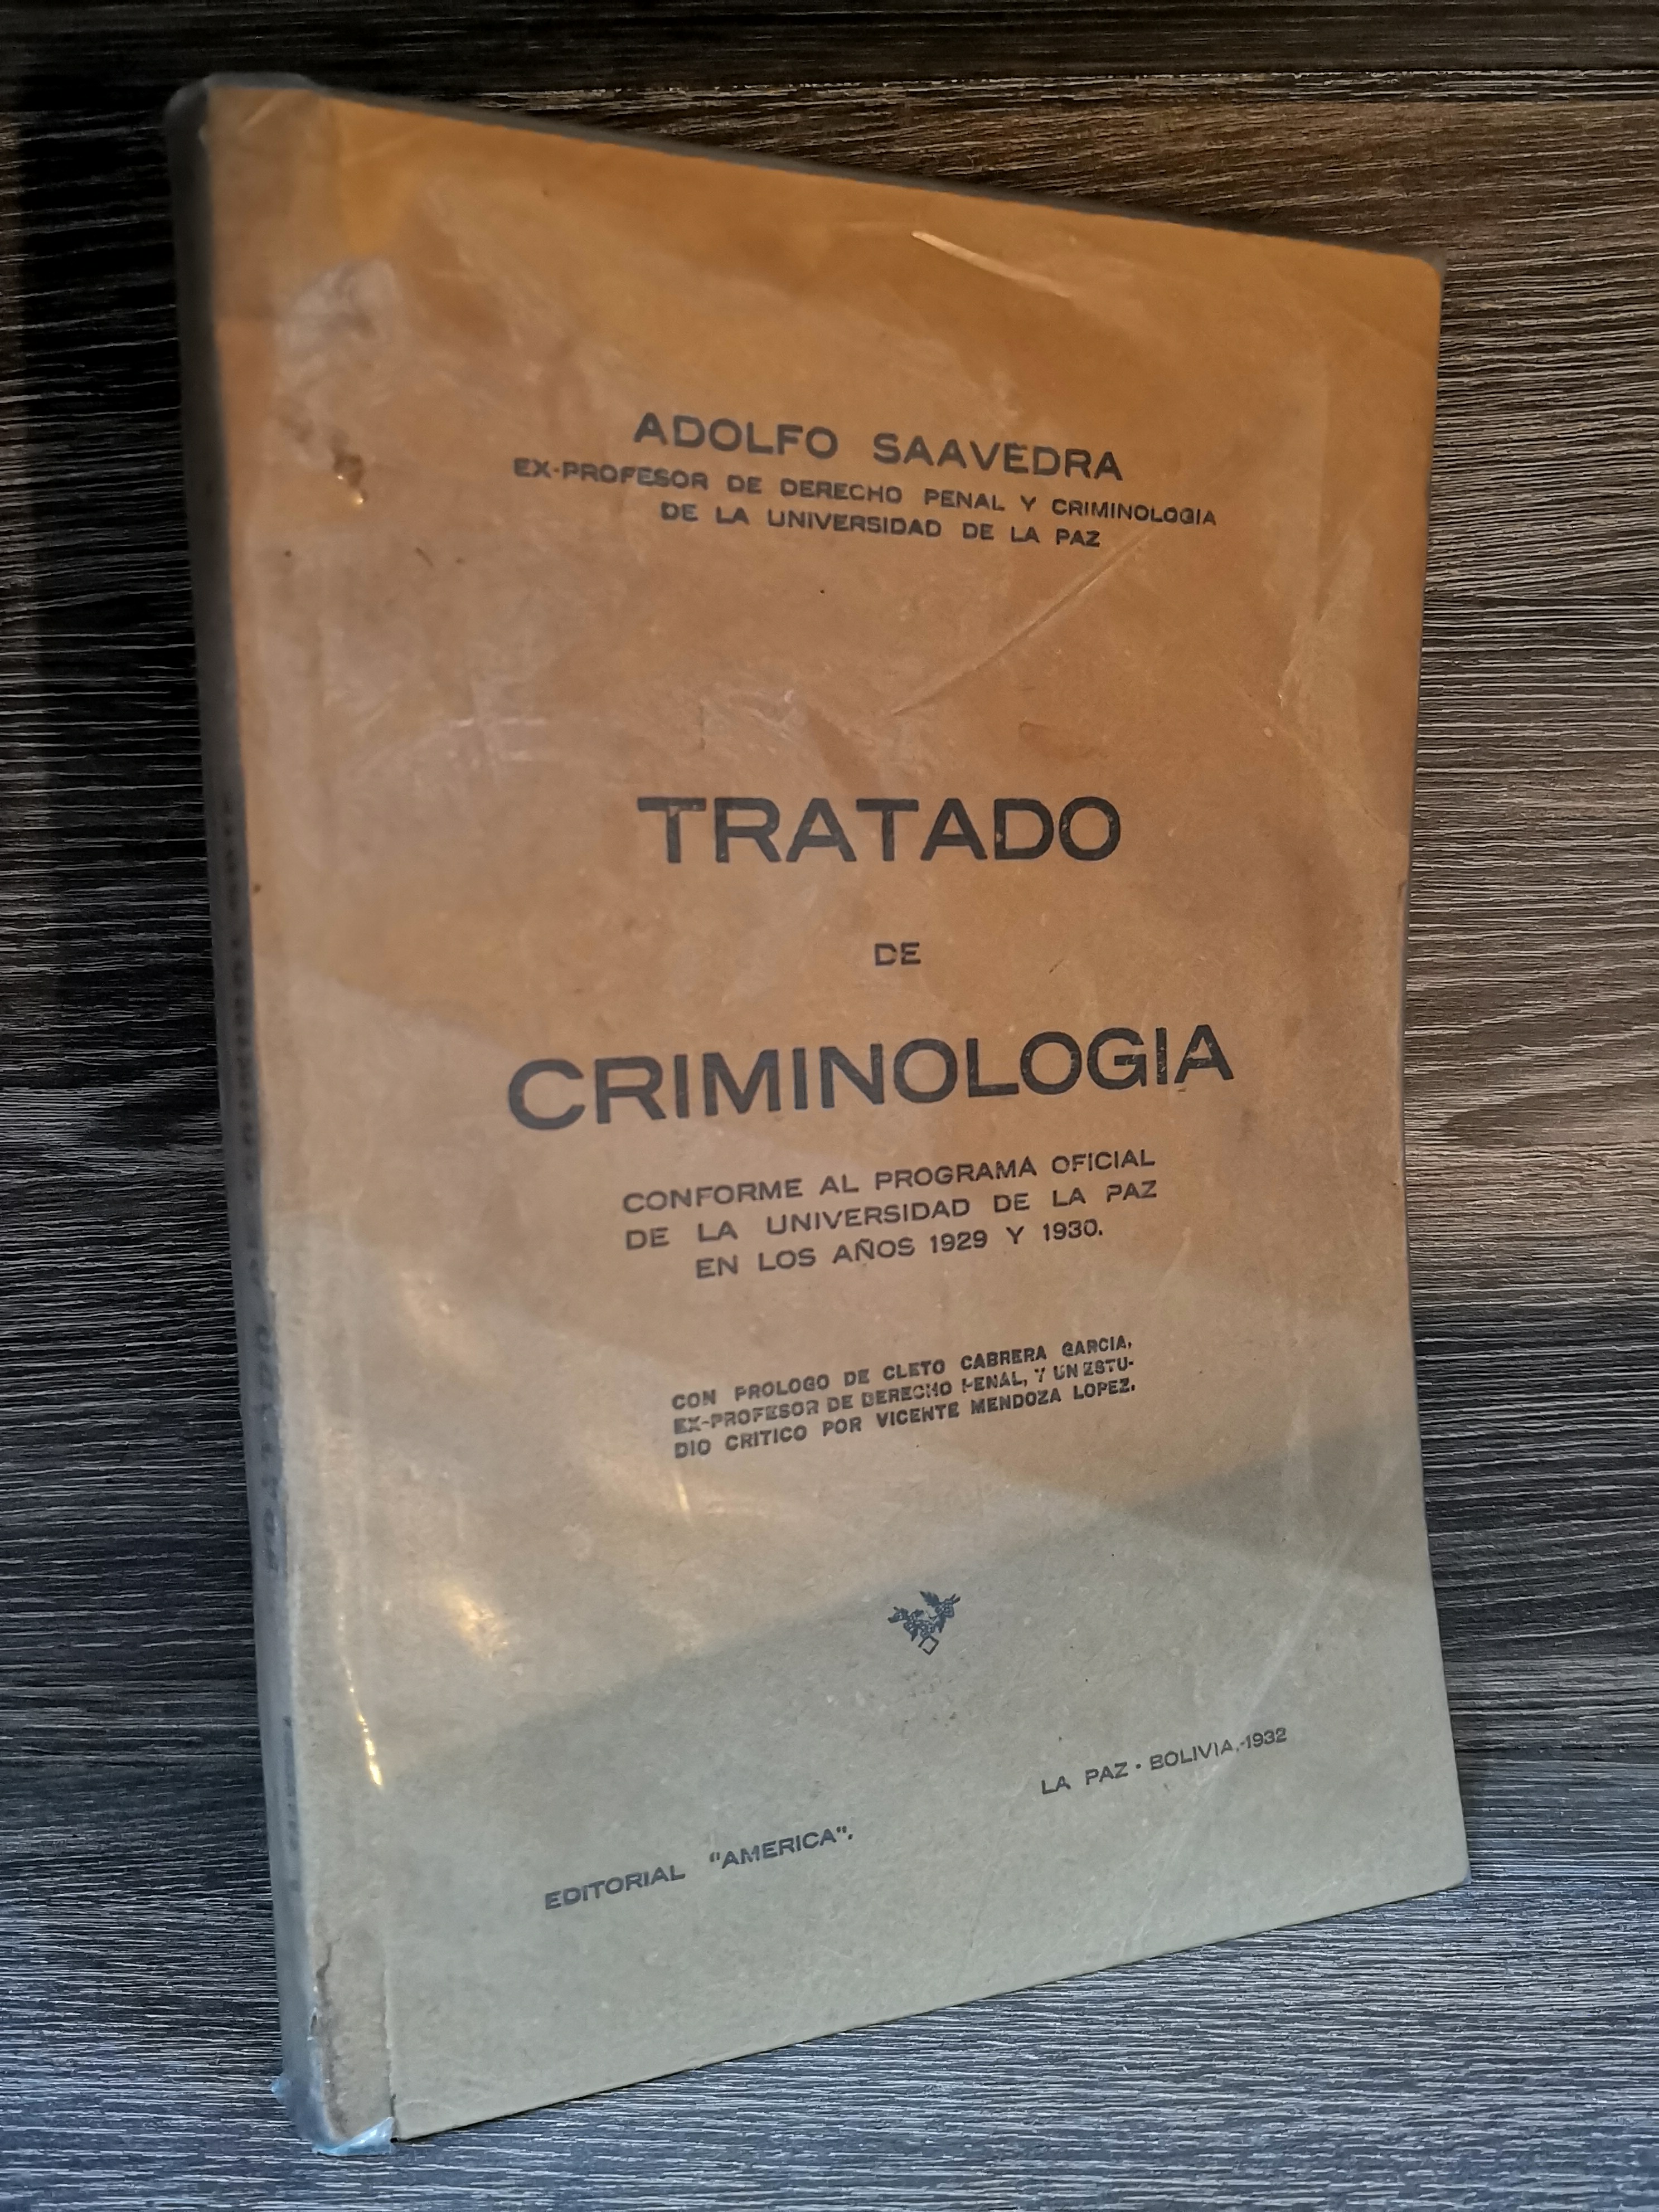 ADOLFO SAAVEDRA
EX-PROFESOR DE DERECHO PENAL Y CRIMINOLOGIA
DE LA UNIVERSIDAD DE LA PAZ
TRATADO
DE
CRIMINOLOGIA
CONFORME AL PROGRAMA OFICIAL
DE LA UNIVERSIDAD DE LA PAZ
EN LOS AÑOS 1929 Y 1930.
CON PROLOGO DE CLETO CABRERA GARCIA,
EX-PROFESOR DE DERECHO PENAL, Y UN ESTU-
DIO CRITICO POR VICENTE MENDOZA LOPEZ.
LA PAZ - BOLIVIA,-1932
EDITORIAL "AMERICA".